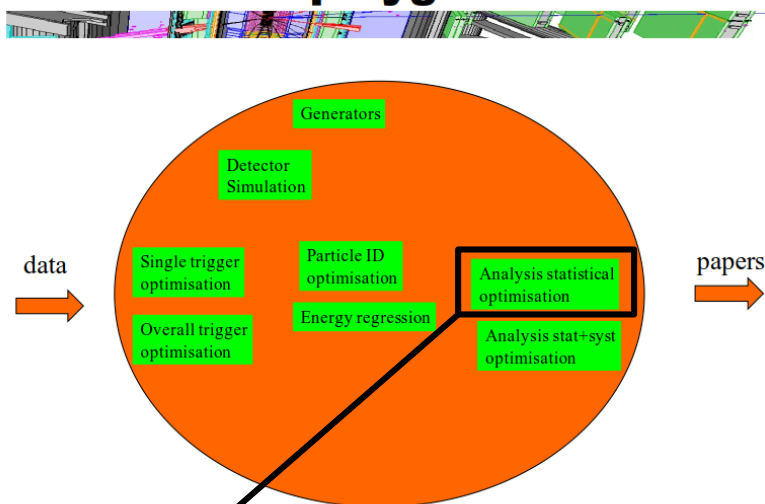 Generators
Detector
Simulation
data
Single trigger
optimisation
Particle ID
optimisation
Analysis statistical
optimisation
papers
Overall trigger
optimisation
Energy regression
Analysis stat+syst
optimisation